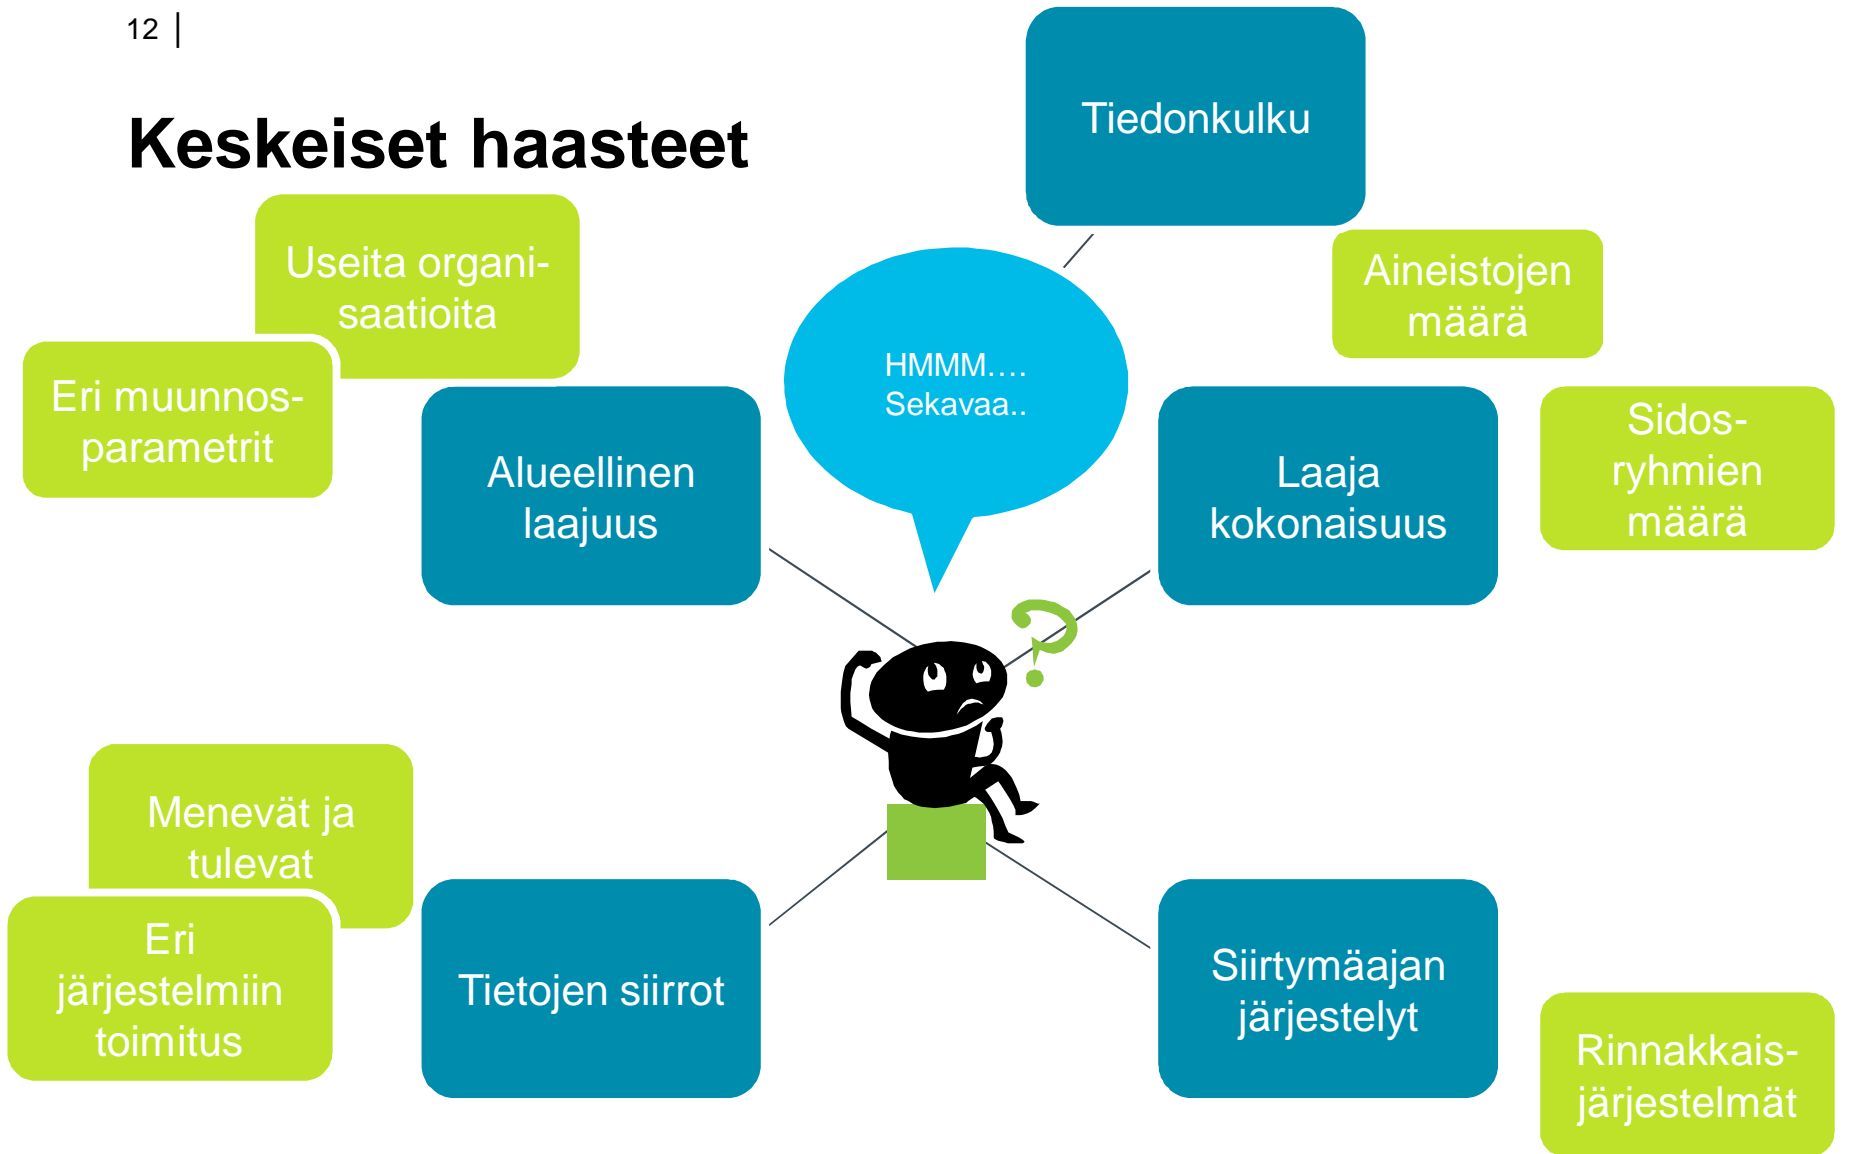 12
Keskeiset haasteet
Tiedonkulku
Useita organi-
saatioita
Eri muunnos-
parametrit
Alueellinen
laajuus
HMMM....
Sekavaa..
Aineistojen
määrä
Laaja
kokonaisuus
Sidos-
ryhmien
määrä
Menevät ja
tulevat
Eri
järjestelmiin
toimitus
Tietojen siirrot
Siirtymäajan
järjestelyt
Rinnakkais-
järjestelmät